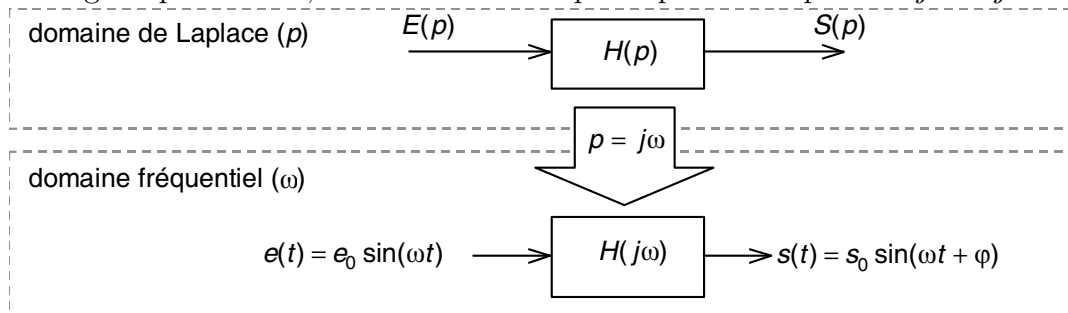 domaine de Laplace (p)
E(p)
H(p)
S(p)
p = jω
domaine fréquentiel (ω)
e(t) = e₀ sin(ωt)
H(jω)
s(t) = s₀ sin(ωt + φ)